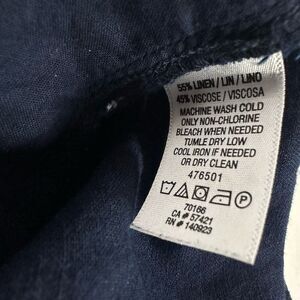 55% LINEN / LIN / LINO
45% VISCOSE / VISCOSA
MACHINE WASH COLD
ONLY NON-CHLORINE
BLEACH WHEN NEEDED
TUMLE DRY LOW
COOL IRON IF NEEDED
OR DRY CLEAN
476501
P
70166
CA # 57421
RN # 140923